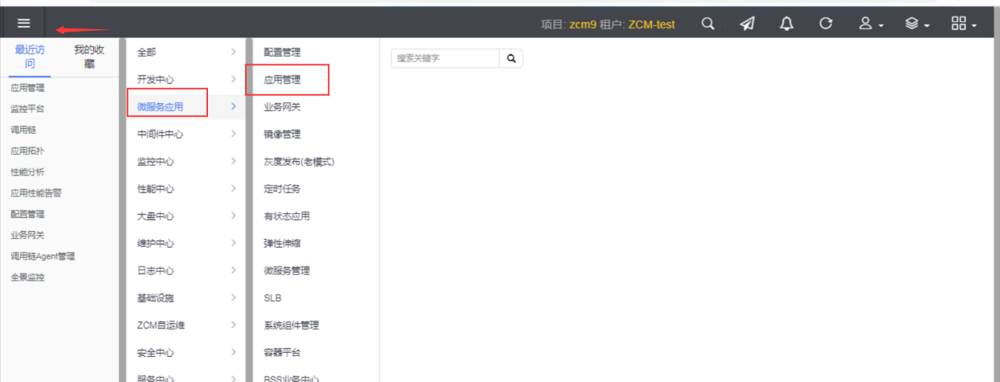 项目: zcm9 租户: ZCM-test
最近访问
我的收藏
应用管理
监控平台
调用链
应用拓扑
性能分析
应用性能告警
配置管理
业务网关
调用链Agent管理
全景监控
全部
开发中心
微服务应用
中间件中心
监控中心
性能中心
大盘中心
维护中心
日志中心
基础设施
ZCM自运维
安全中心
服务中心
配置管理
应用管理
业务网关
镜像管理
灰度发布(老模式)
定时任务
有状态应用
弹性伸缩
微服务管理
SLB
系统组件管理
容器平台
BSS业务中心
搜索关键字